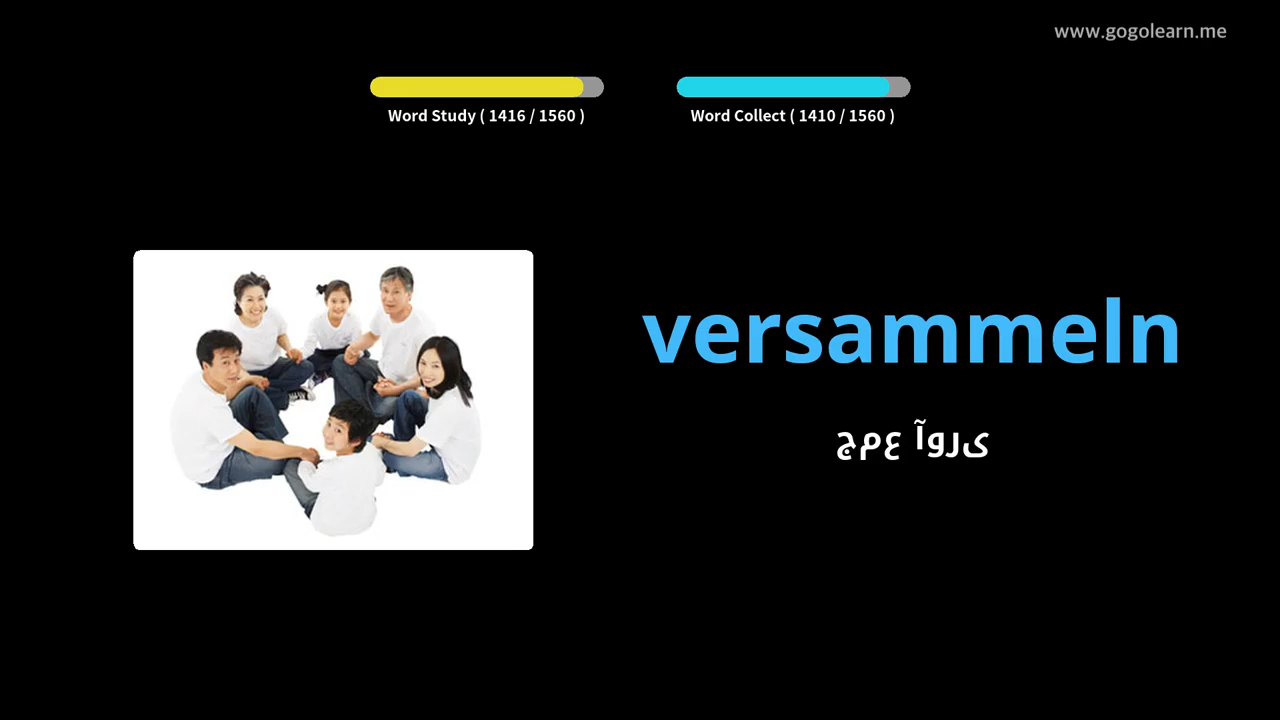 www.gogolearn.me
Word Study ( 1416 / 1560 )
Word Collect ( 1410 / 1560 )
versammeln
جمع آوری